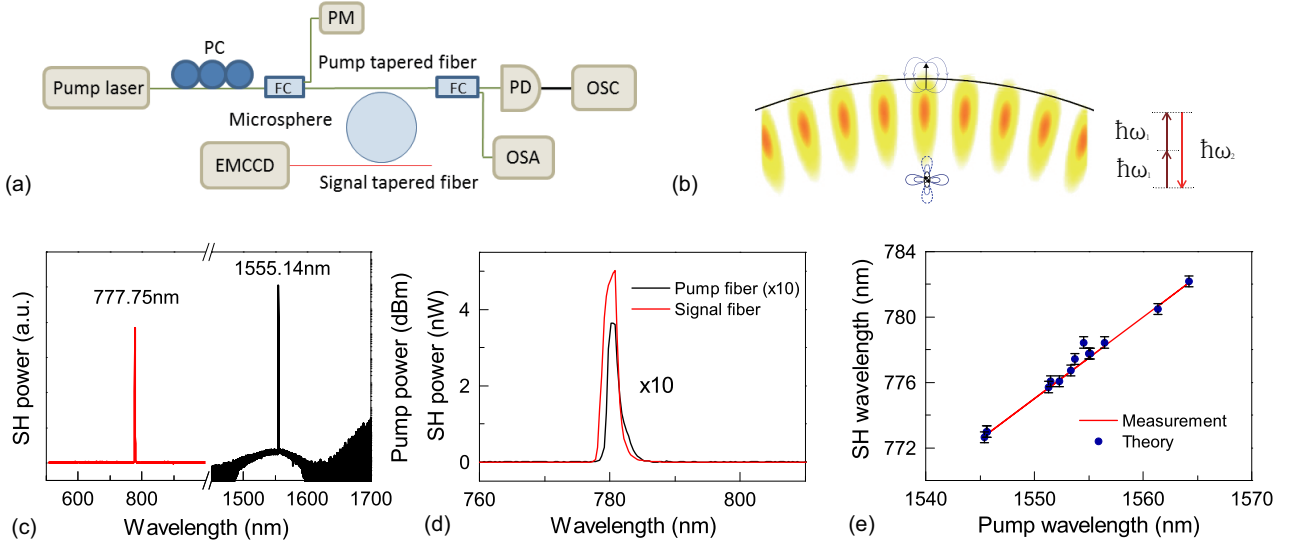 PM
PC
Pump tapered fiber
Pump laser
FC
FC
PD
OSC
Microsphere
EMCCD
OSA
Signal tapered fiber
(a)
ħω₁
ħω₁
ħω₂
(b)
SH power (a.u.)
777.75nm
1555.14nm
Pump power (dBm)
600 800 1500 1550 1600 1700
Wavelength (nm)
(c)
SH power (nW)
4
2
0
Pump fiber (x10)
Signal fiber
x10
760 780 800
Wavelength (nm)
(d)
SH wavelength (nm)
784
780
776
772
Measurement
Theory
1540 1550 1560 1570
Pump wavelength (nm)
(e)